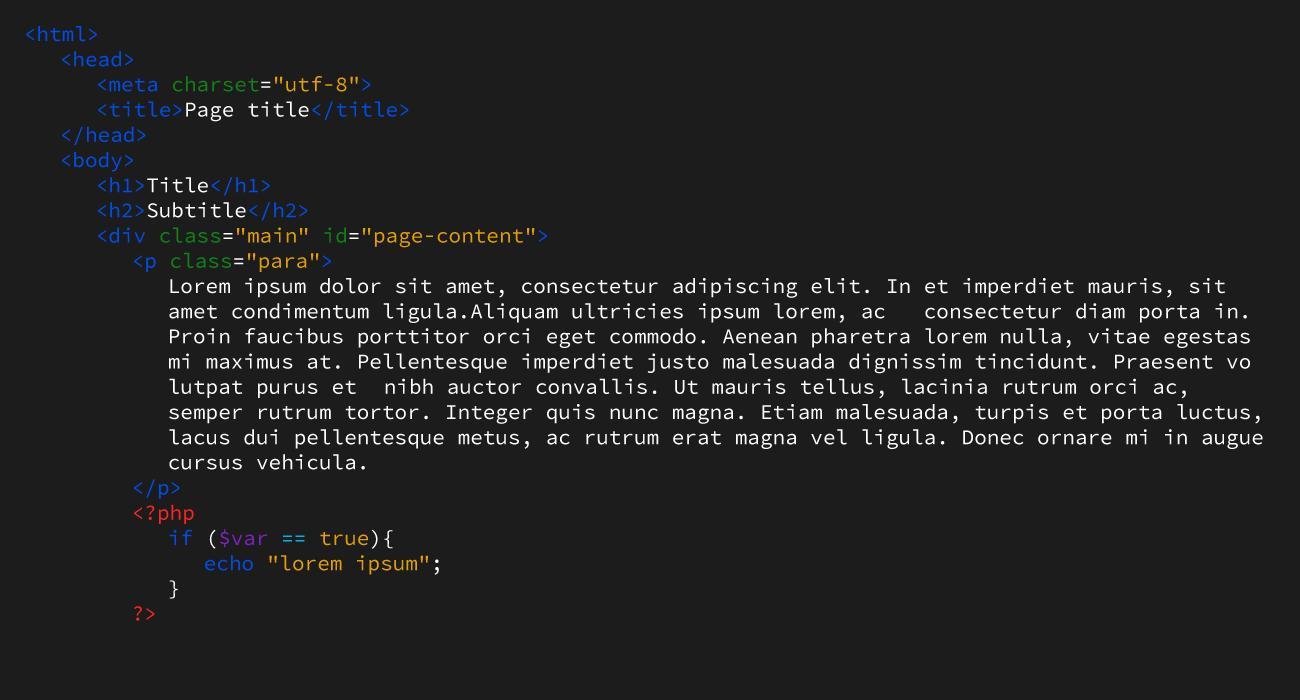 <html>
<head>
<meta charset="utf-8">
<title>Page title</title>
</head>
<body>
<h1>Title</h1>
<h2>Subtitle</h2>
<div class="main" id="page-content">
<p class="para">
Lorem ipsum dolor sit amet, consectetur adipiscing elit. In et imperdiet mauris, sit
amet condimentum ligula.Aliquam ultricies ipsum lorem, ac   consectetur diam porta in.
Proin faucibus porttitor orci eget commodo. Aenean pharetra lorem nulla, vitae egestas
mi maximus at. Pellentesque imperdiet justo malesuada dignissim tincidunt. Praesent vo
lutpat purus et  nibh auctor convallis. Ut mauris tellus, lacinia rutrum orci ac,
semper rutrum tortor. Integer quis nunc magna. Etiam malesuada, turpis et porta luctus,
lacus dui pellentesque metus, ac rutrum erat magna vel ligula. Donec ornare mi in augue
cursus vehicula.
</p>
<?php
if ($var == true){
echo "lorem ipsum";
}
?>